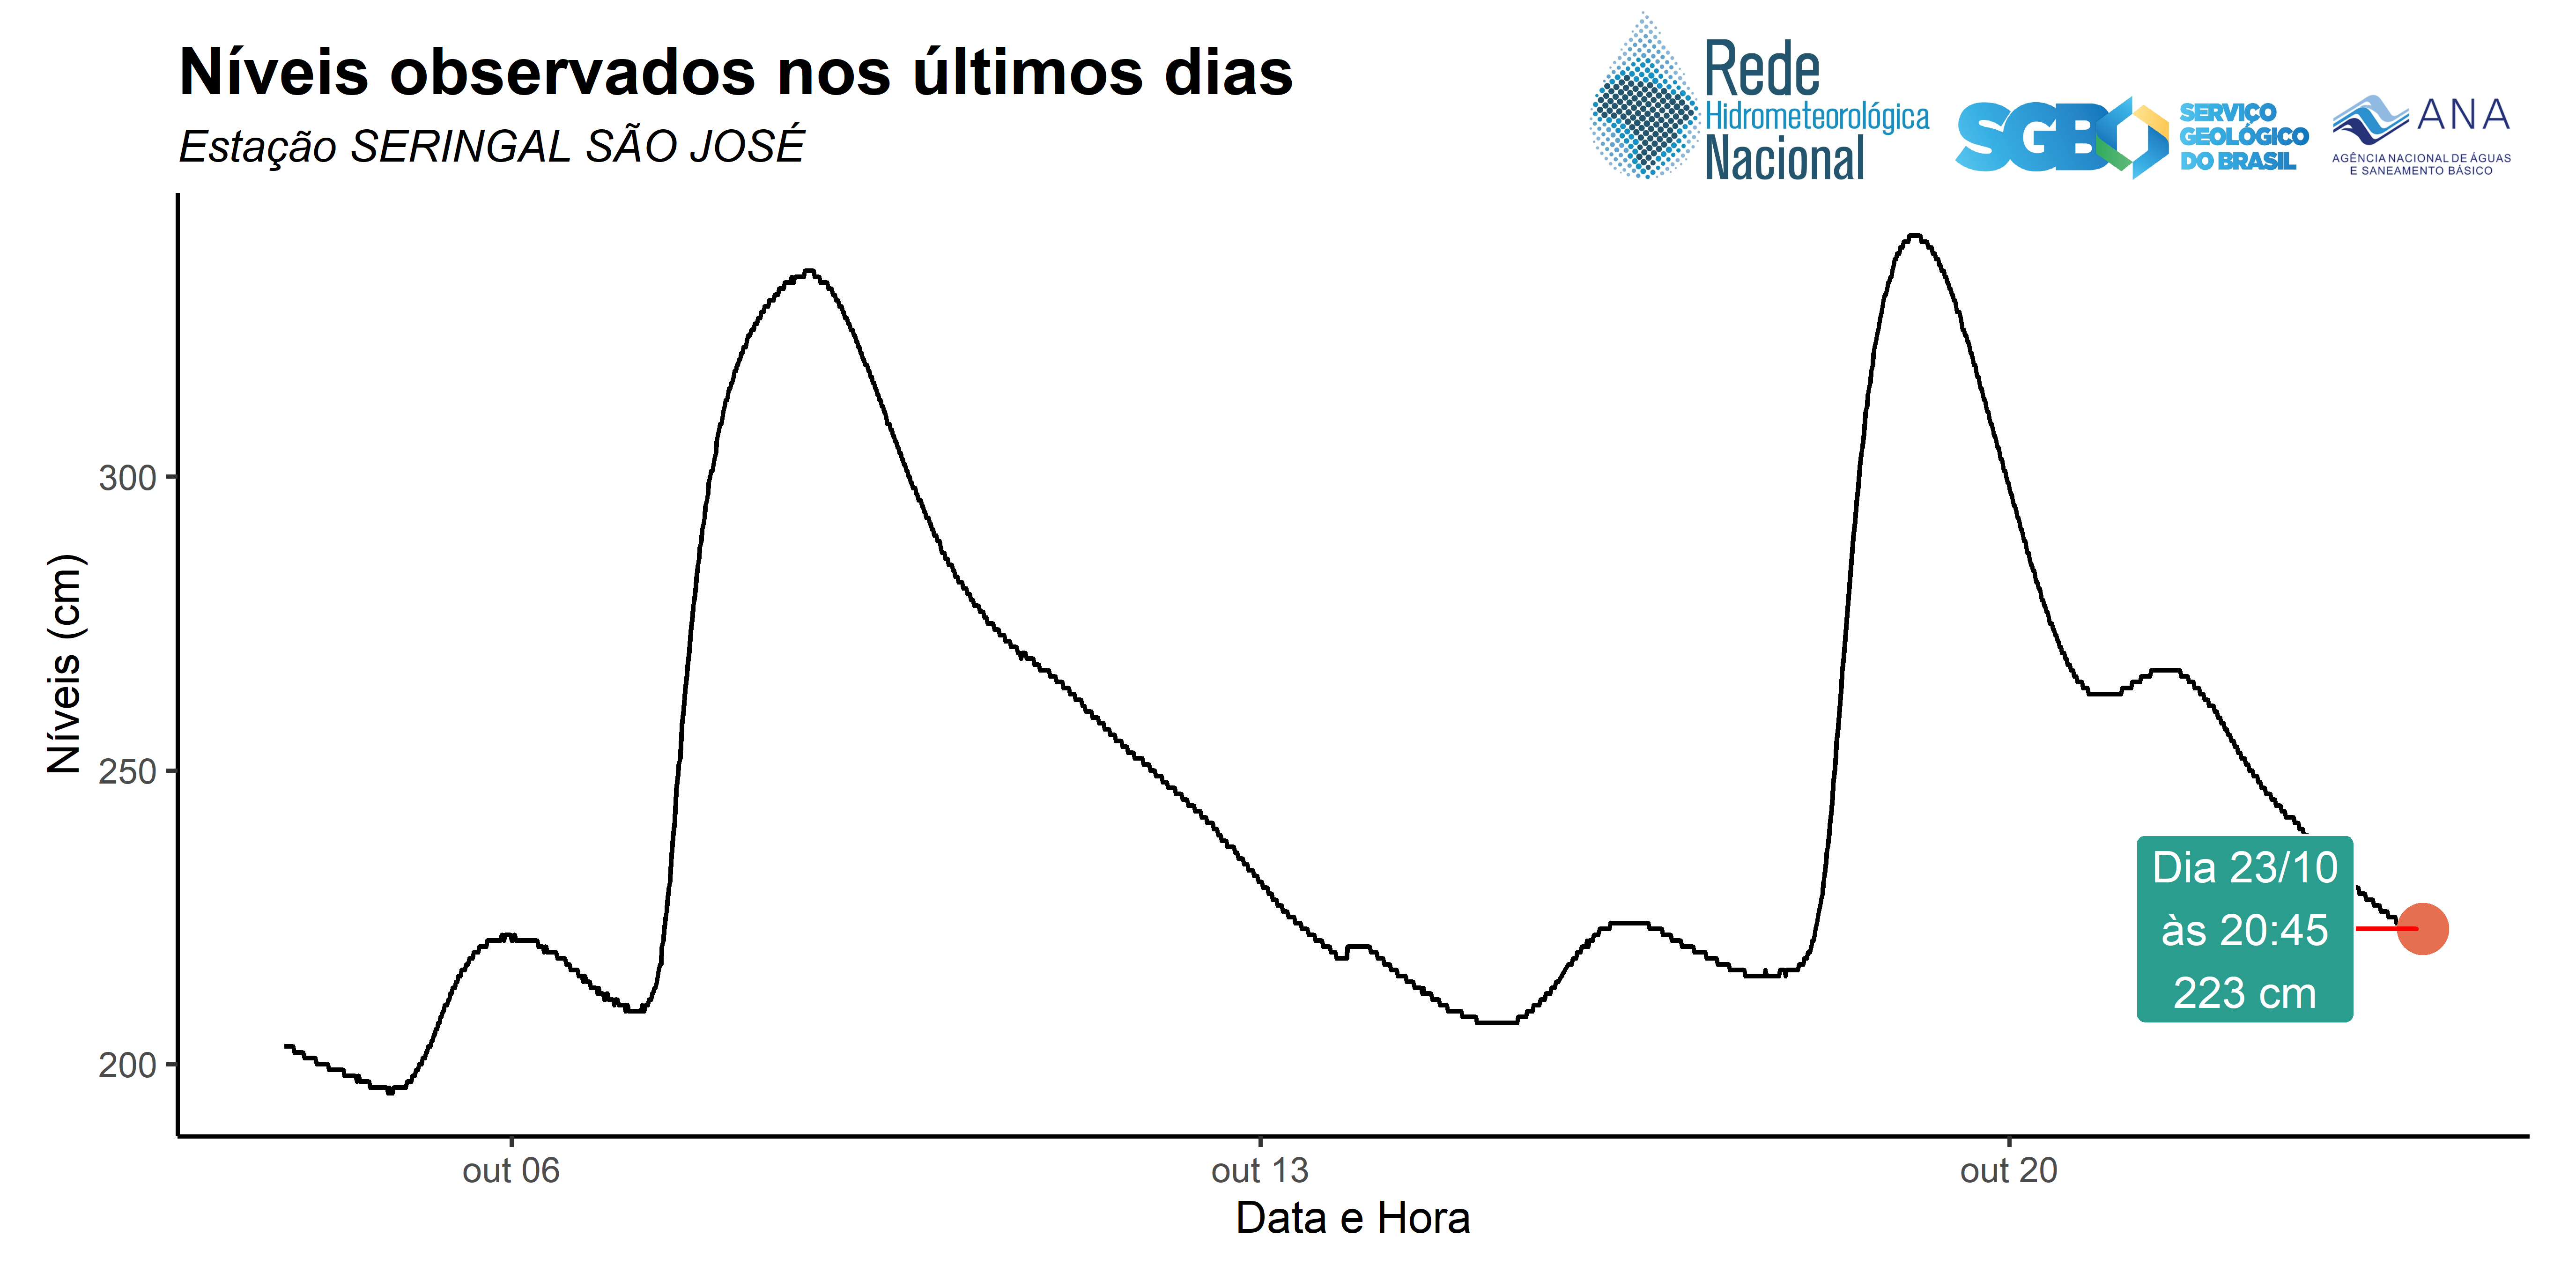 Níveis observados nos últimos dias
Estação SERINGAL SÃO JOSÉ
Rede
Hidrometeorológica
Nacional
SGB
SERVIÇO
GEOLÓGICO
DO BRASIL
ANA
AGÊNCIA NACIONAL DE ÁGUAS
E SANEAMENTO BÁSICO
Níveis (cm)
300
250
200
Dia 23/10
às 20:45
223 cm
out 06
out 13
out 20
Data e Hora